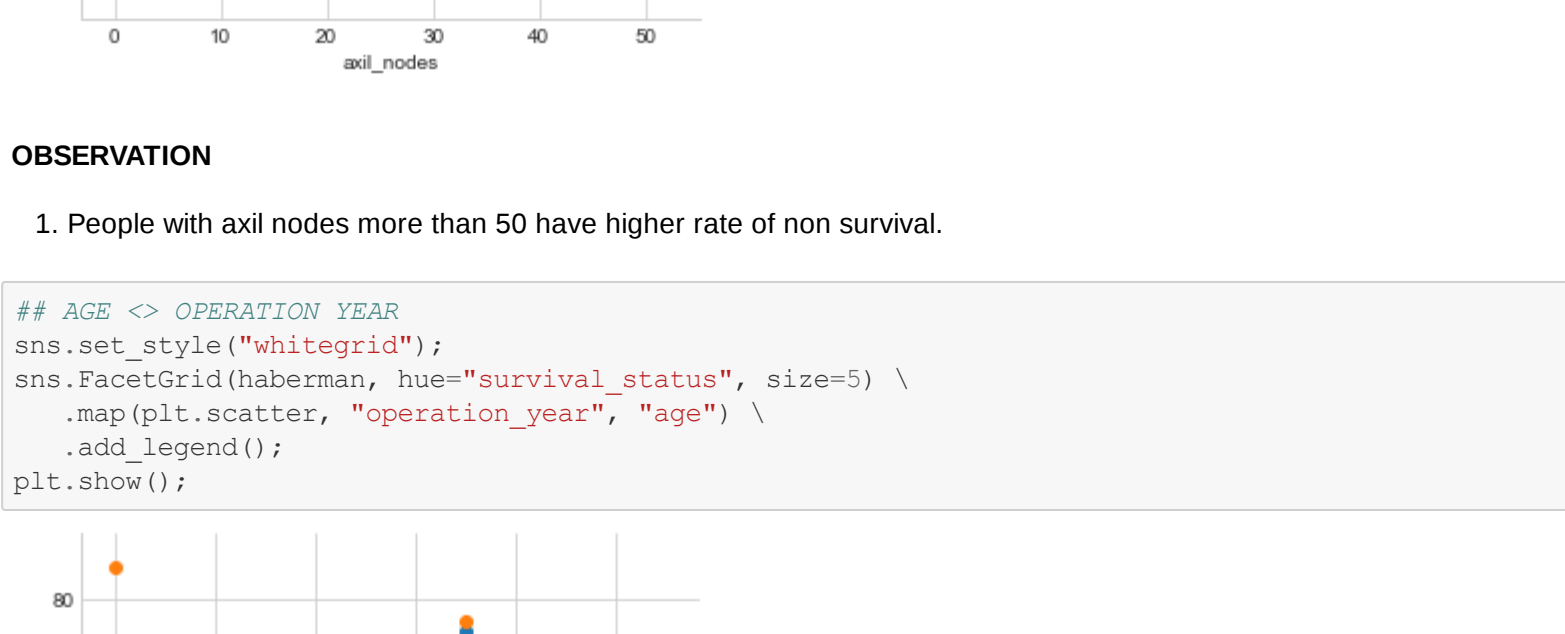 0 10 20 30 40 50
axil_nodes
OBSERVATION
1. People with axil nodes more than 50 have higher rate of non survival.
## AGE <> OPERATION YEAR
sns.set_style("whitegrid");
sns.FacetGrid(haberman, hue="survival_status", size=5) \
   .map(plt.scatter, "operation_year", "age") \
   .add_legend();
plt.show();
80